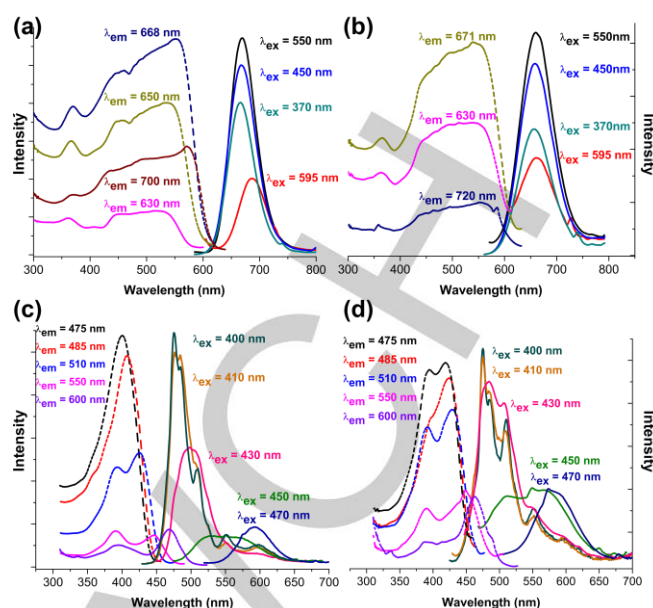 (a)
λem = 668 nm
λem = 650 nm
λem = 700 nm
λem = 630 nm
λex = 550 nm
λex = 450 nm
λex = 370 nm
λex = 595 nm
Intensity
300 400 500 600 700 800
Wavelength (nm)
(b)
λem = 671 nm
λem = 630 nm
λem = 720 nm
λex = 550nm
λex = 450nm
λex = 370nm
λex = 595nm
Intensity
300 400 500 600 700 800
Wavelength (nm)
(c)
λem = 475 nm
λem = 485 nm
λem = 510 nm
λem = 550 nm
λem = 600 nm
λex = 400 nm
λex = 410 nm
λex = 430 nm
λex = 450 nm
λex = 470 nm
Intensity
300 350 400 450 500 550 600 650 700
Wavelength (nm)
(d)
λem = 475 nm
λem = 485 nm
λem = 510 nm
λem = 550 nm
λem = 600 nm
λex = 400 nm
λex = 410 nm
λex = 430 nm
λex = 450 nm
λex = 470 nm
Intensity
300 350 400 450 500 550 600 650 700
Wavelength (nm)